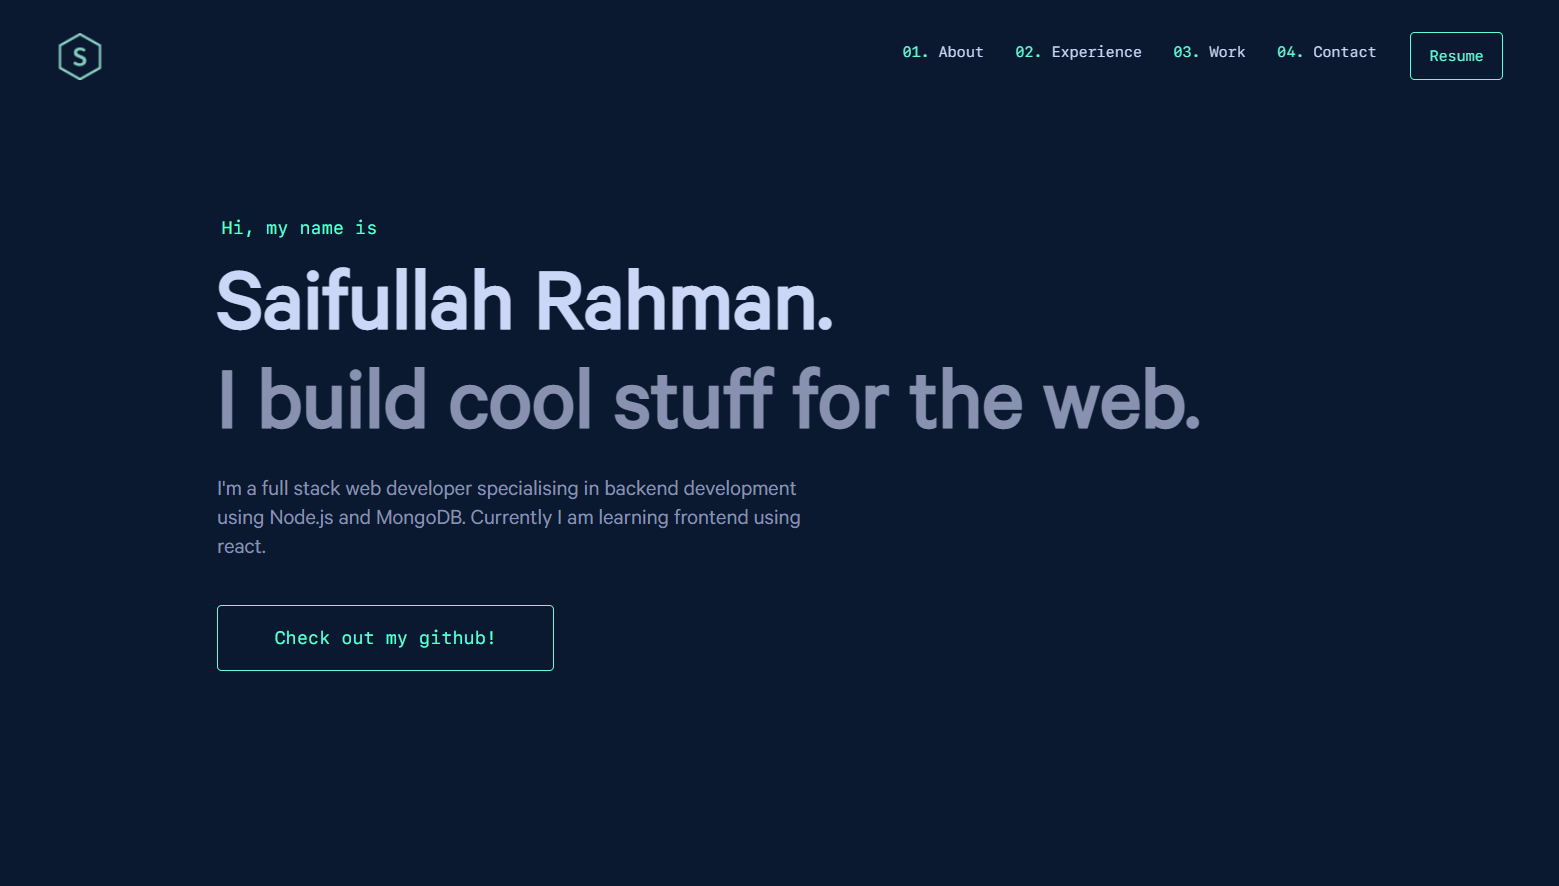 S
01. About 02. Experience 03. Work 04. Contact Resume
Hi, my name is
Saifullah Rahman.
I build cool stuff for the web.
I'm a full stack web developer specialising in backend development
using Node.js and MongoDB. Currently I am learning frontend using
react.
Check out my github!